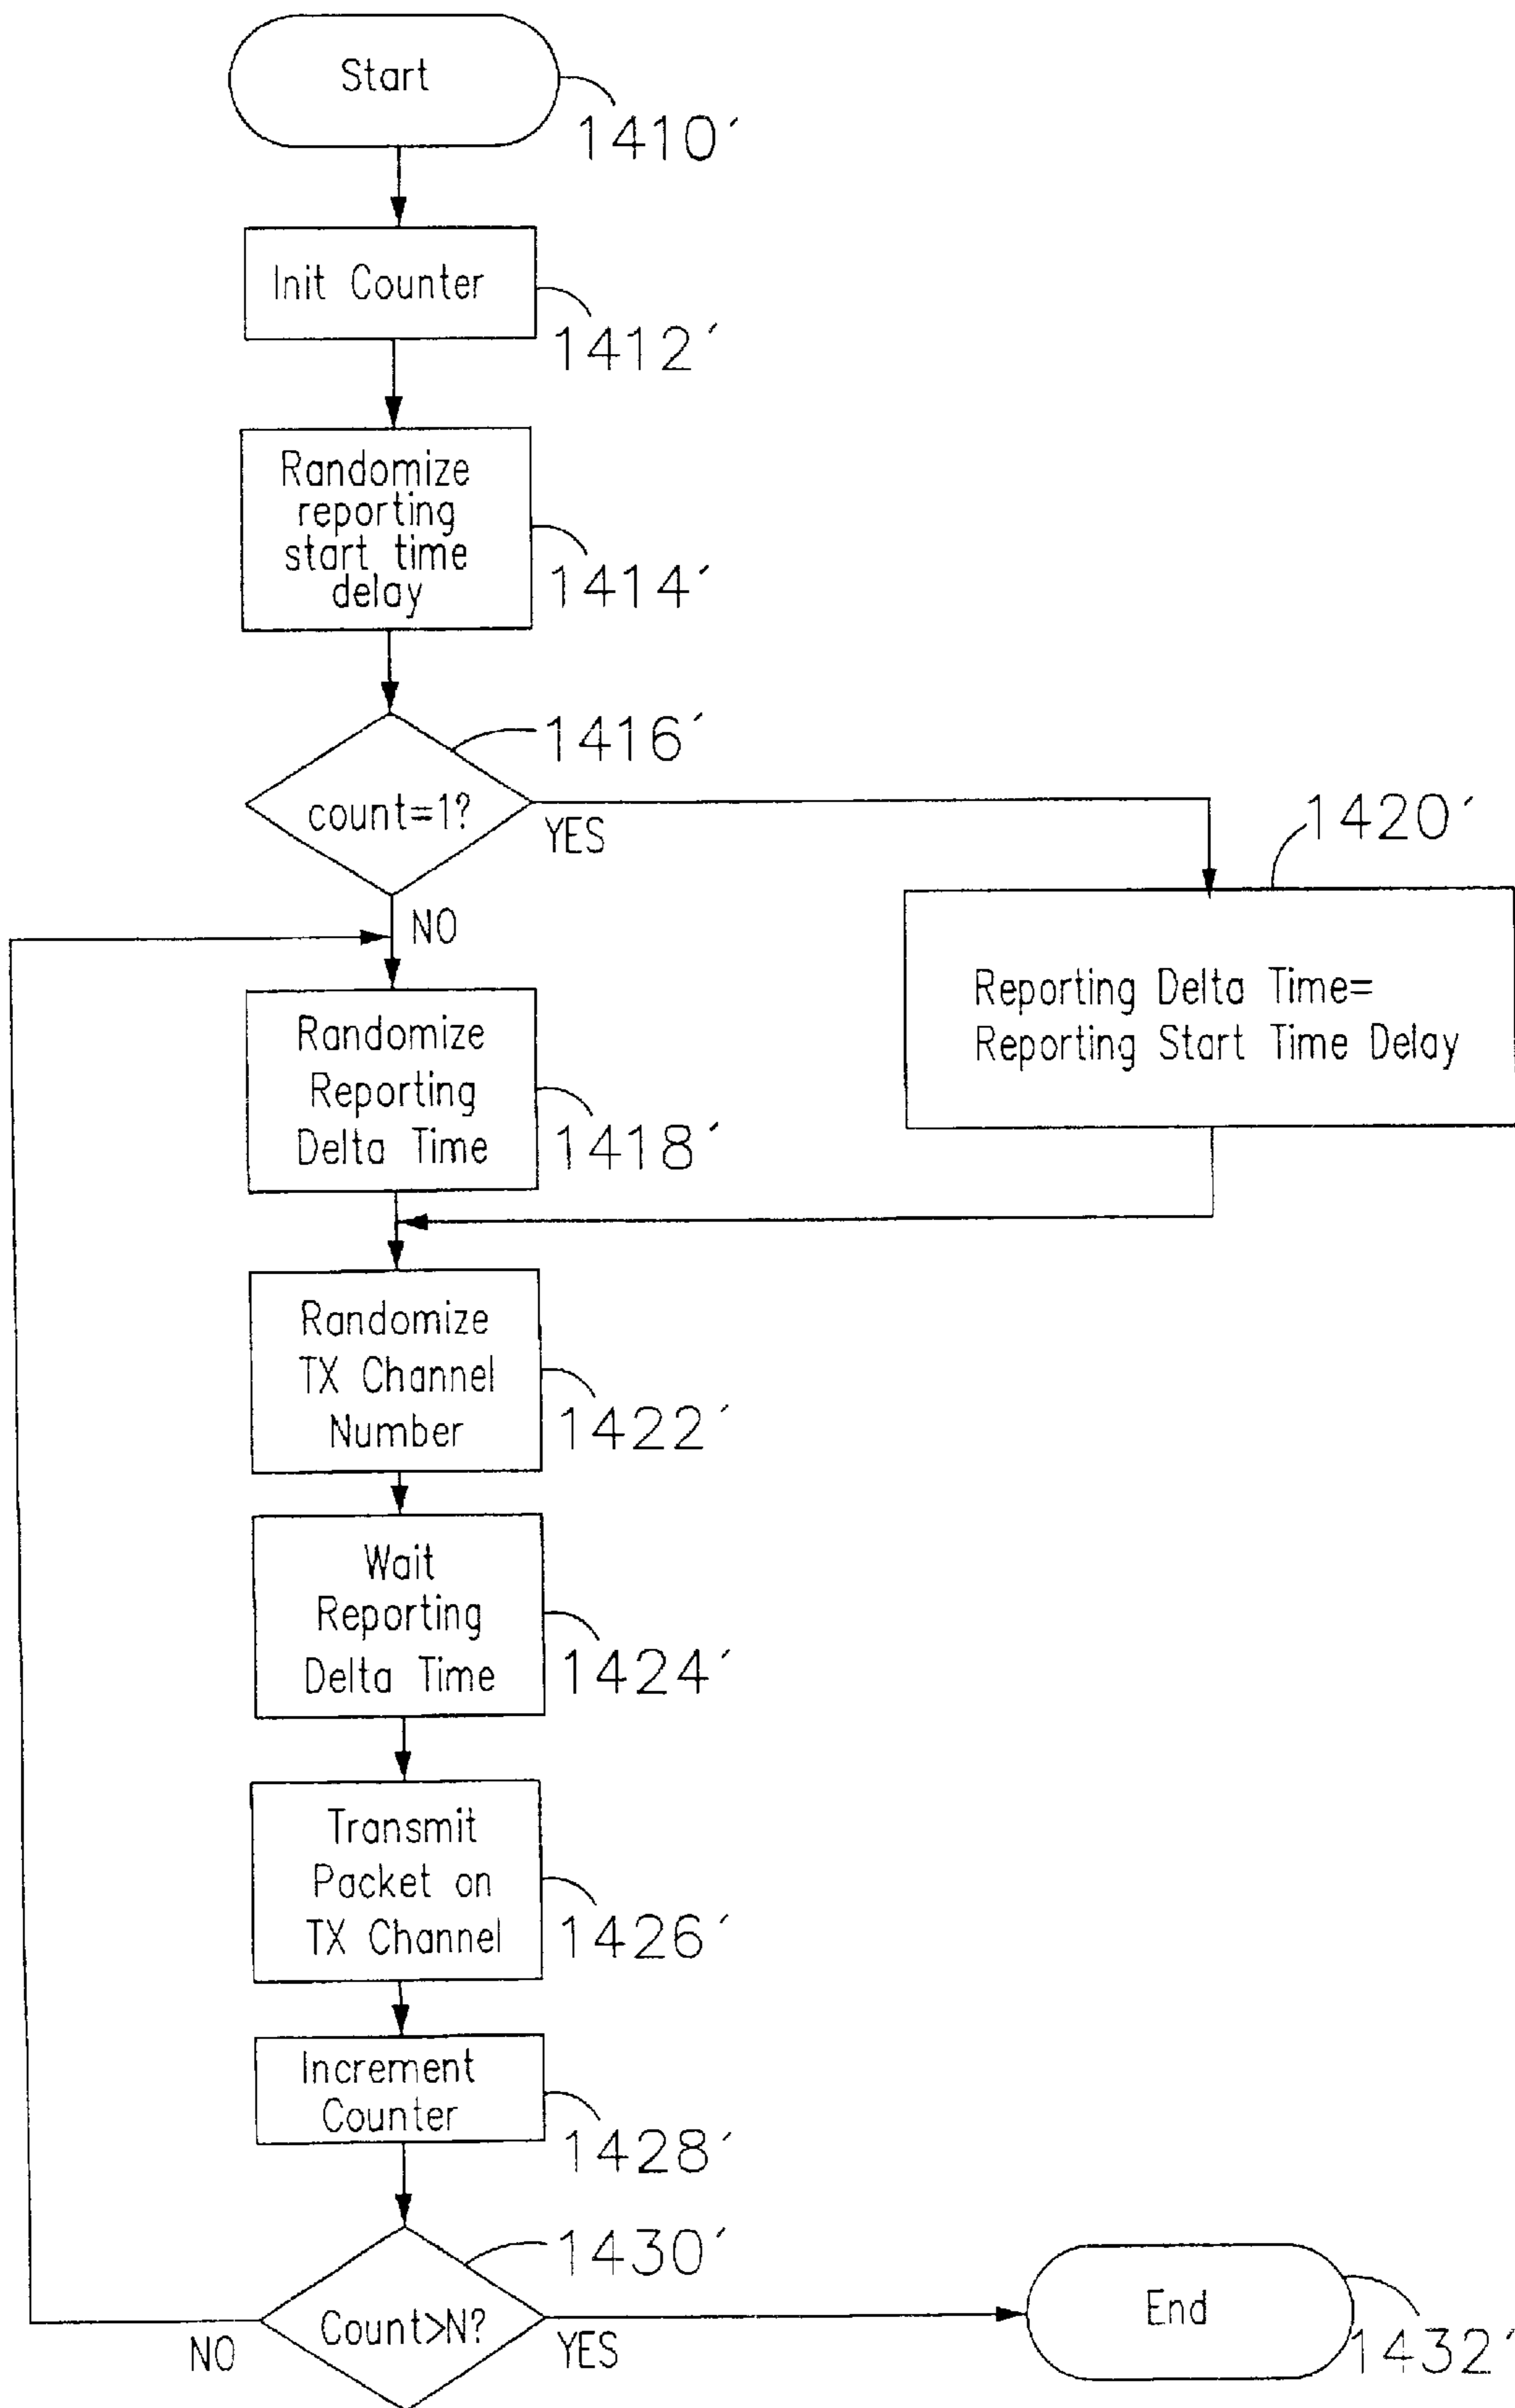 Start
1410´
Init Counter
1412´
Randomize
reporting
start time
delay
1414´
1416´
count=1?
YES
NO
1420´
Reporting Delta Time=
Reporting Start Time Delay
Randomize
Reporting
Delta Time
1418´
Randomize
TX Channel
Number
1422´
Wait
Reporting
Delta Time
1424´
Transmit
Packet on
TX Channel
1426´
Increment
Counter
1428´
1430´
Count>N?
NO
YES
End
1432´